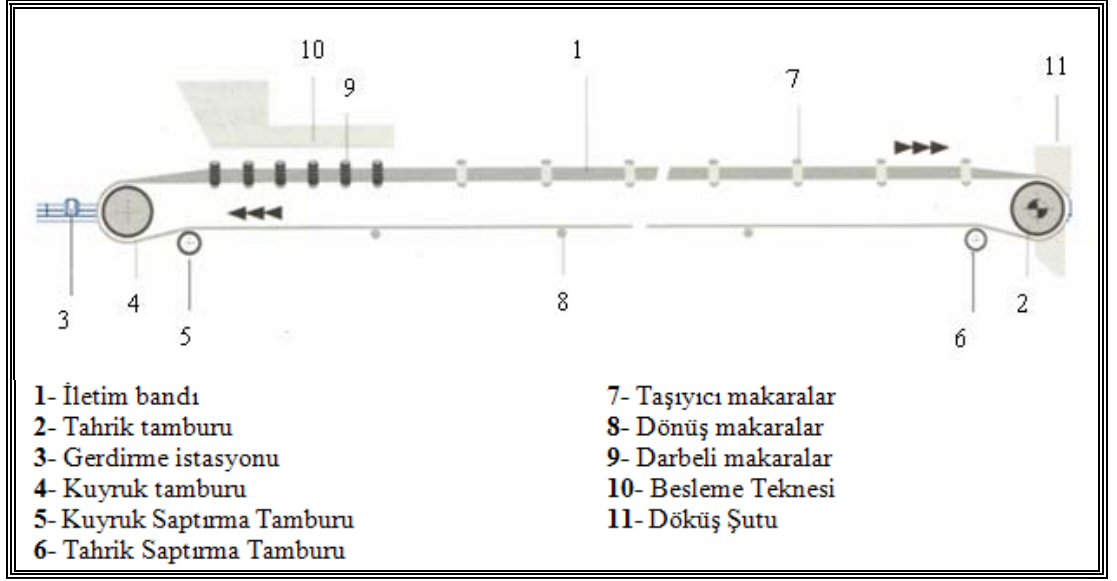 10
1
7
11
9
3
4
5
8
6
2
1- İletim bandı
2- Tahrik tamburu
3- Gerdirme istasyonu
4- Kuyruk tamburu
5- Kuyruk Saptırma Tamburu
6- Tahrik Saptırma Tamburu
7- Taşıyıcı makaralar
8- Dönüş makaralar
9- Darbeli makaralar
10- Besleme Teknesi
11- Döküş Şutu